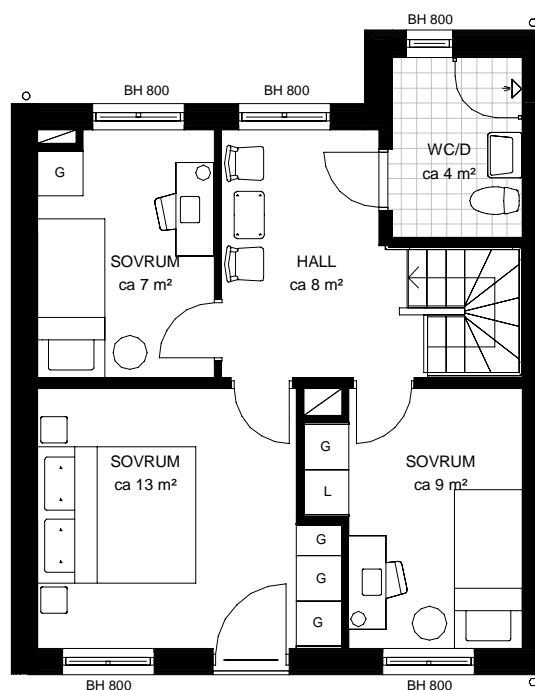 BH 800
BH 800
BH 800
WC/D
ca 4 m²
G
SOVRUM
ca 7 m²
HALL
ca 8 m²
SOVRUM
ca 13 m²
G
L
SOVRUM
ca 9 m²
G
G
G
BH 800
BH 800